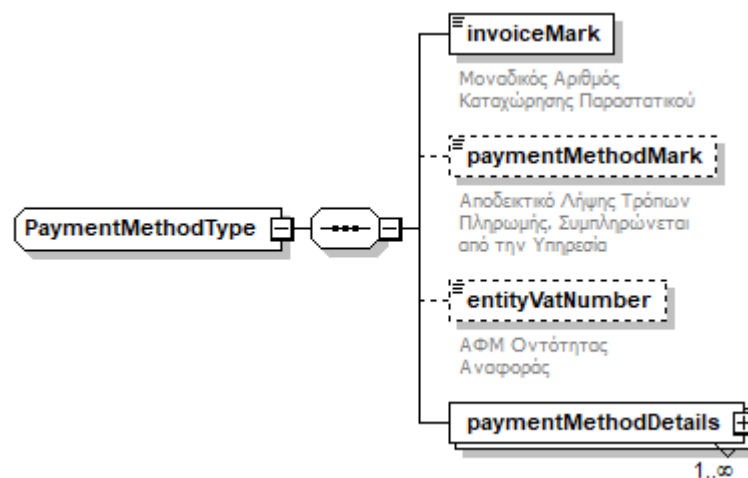 invoiceMark
Μοναδικός Αριθμός
Καταχώρησης Παραστατικού
paymentMethodMark
Αποδεικτικό Λήψης Τρόπων
Πληρωμής. Συμπληρώνεται
από την Υπηρεσία
PaymentMethodType
entityVatNumber
ΑΦΜ Οντότητας
Αναφοράς
paymentMethodDetails
1..∞